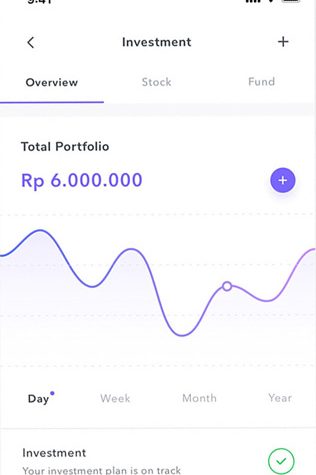 9:41
Investment
Overview Stock Fund
Total Portfolio
Rp 6.000.000
Day Week Month Year
Investment
Your investment plan is on track